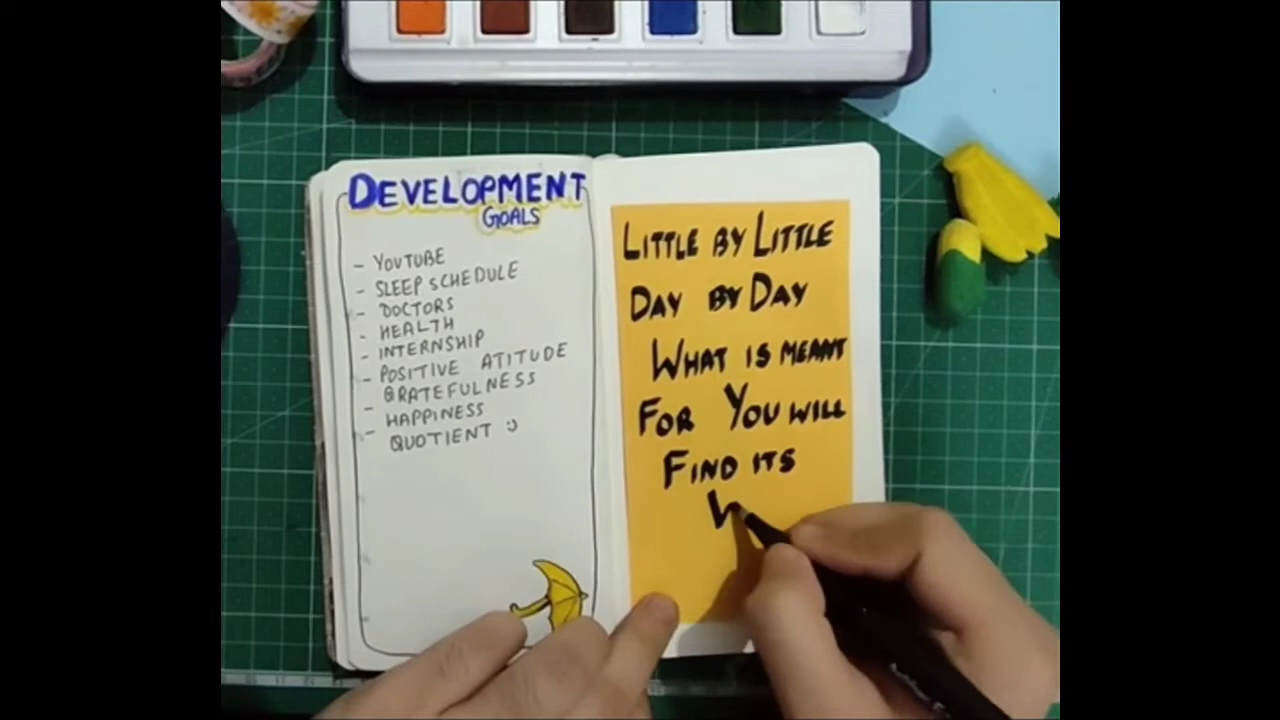 DEVELOPMENT
GOALS
- YOUTUBE
- SLEEP SCHEDULE
- DOCTORS
- HEALTH
- INTERNSHIP
- POSITIVE ATITUDE
GRATEFULNESS
- HAPPINESS
- QUOTIENT :)
LITTLE BY LITTLE
DAY BY DAY
WHAT IS MEANT
FOR YOU WILL
FIND ITS